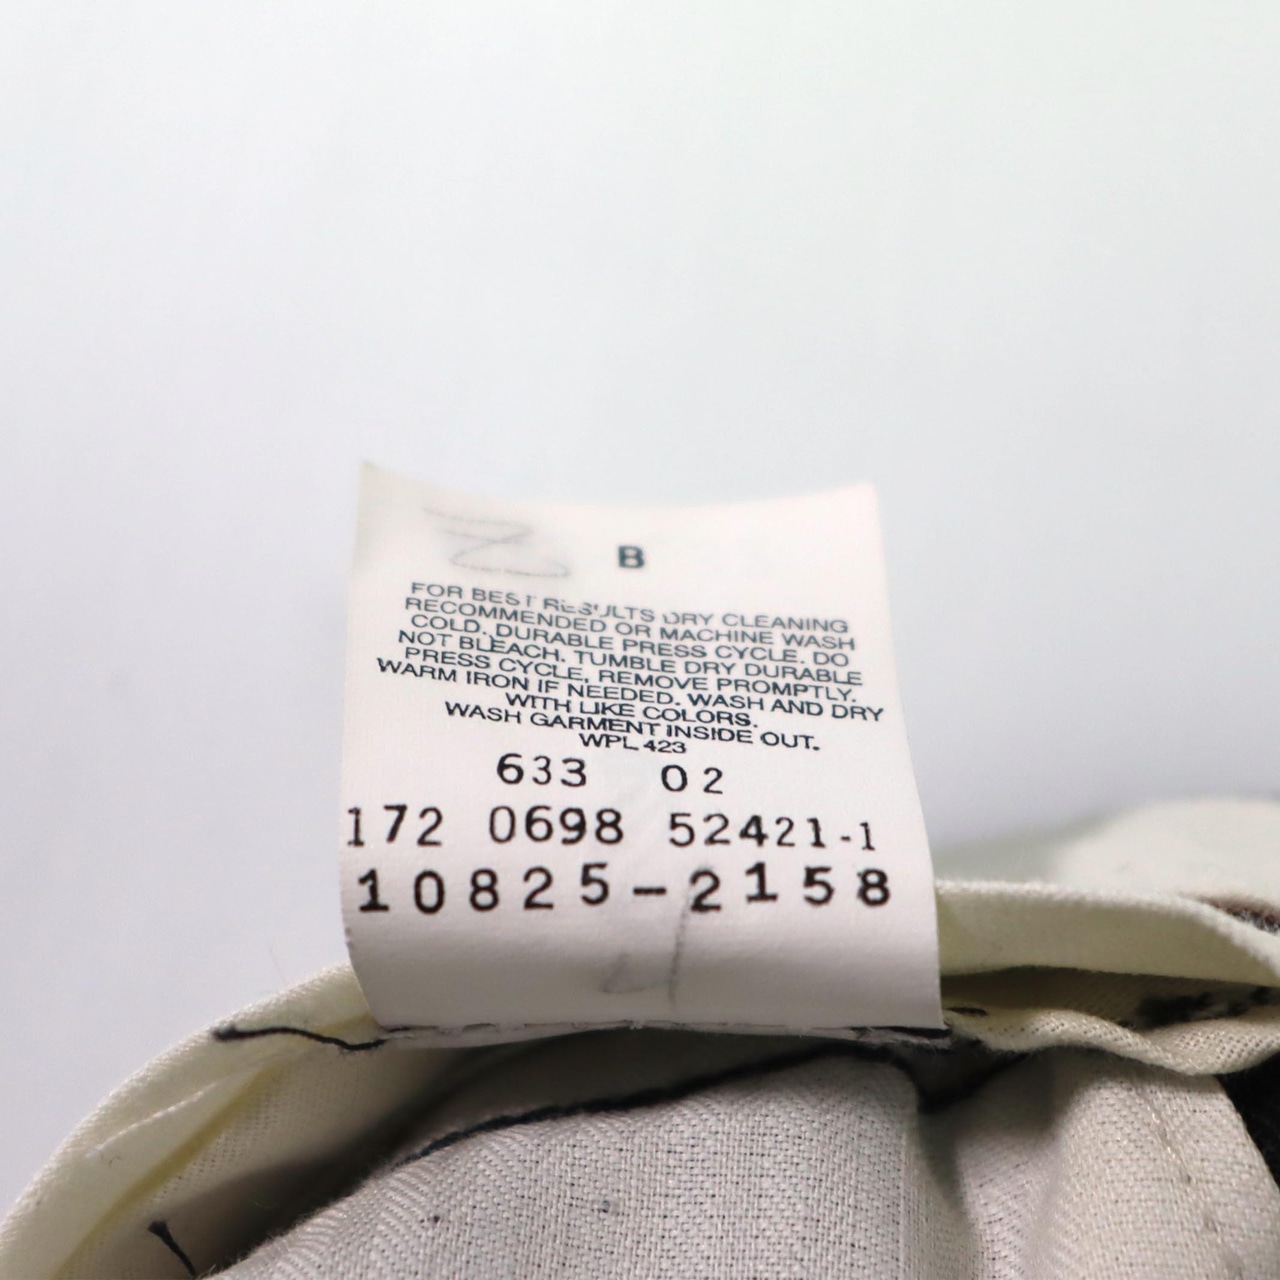 B
FOR BEST RESULTS DRY CLEANING
RECOMMENDED OR MACHINE WASH
COLD, DURABLE PRESS CYCLE. DO
NOT BLEACH. TUMBLE DRY DURABLE
PRESS CYCLE, REMOVE PROMPTLY.
WARM IRON IF NEEDED. WASH AND DRY
WITH LIKE COLORS.
WASH GARMENT INSIDE OUT.
WPL 423
633 02
172 0698 52421-1
10825-2158